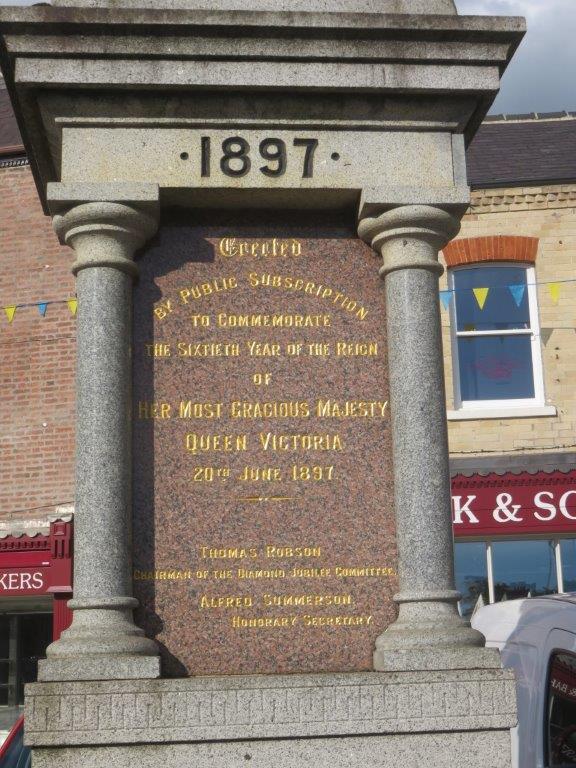 · 1897 ·
Erected
BY PUBLIC SUBSCRIPTION
TO COMMEMORATE
THE SIXTIETH YEAR OF THE REIGN
OF
HER MOST GRACIOUS MAJESTY
QUEEN VICTORIA
20TH JUNE 1897.
THOMAS ROBSON
CHAIRMAN OF THE DIAMOND JUBILEE COMMITTEE.
ALFRED SUMMERSON.
HONORARY SECRETARY.
K & SO
KERS